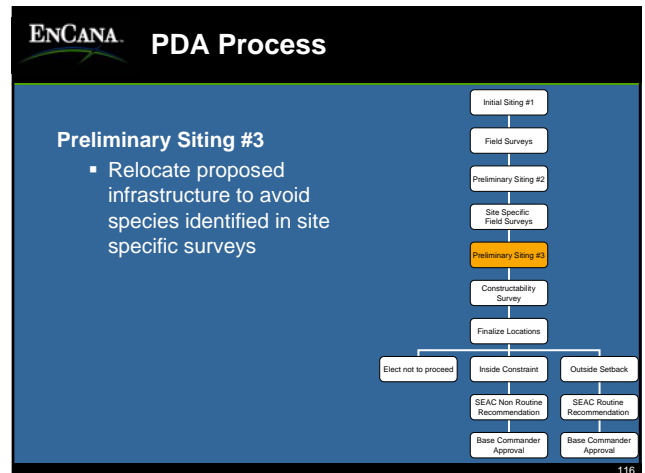 ENCANA.
PDA Process
Preliminary Siting #3
▪ Relocate proposed
infrastructure to avoid
species identified in site
specific surveys
Initial Siting #1
Field Surveys
Preliminary Siting #2
Site Specific
Field Surveys
Preliminary Siting #3
Constructability
Survey
Finalize Locations
Elect not to proceed
Inside Constraint
Outside Setback
SEAC Non Routine
Recommendation
SEAC Routine
Recommendation
Base Commander
Approval
Base Commander
Approval
116